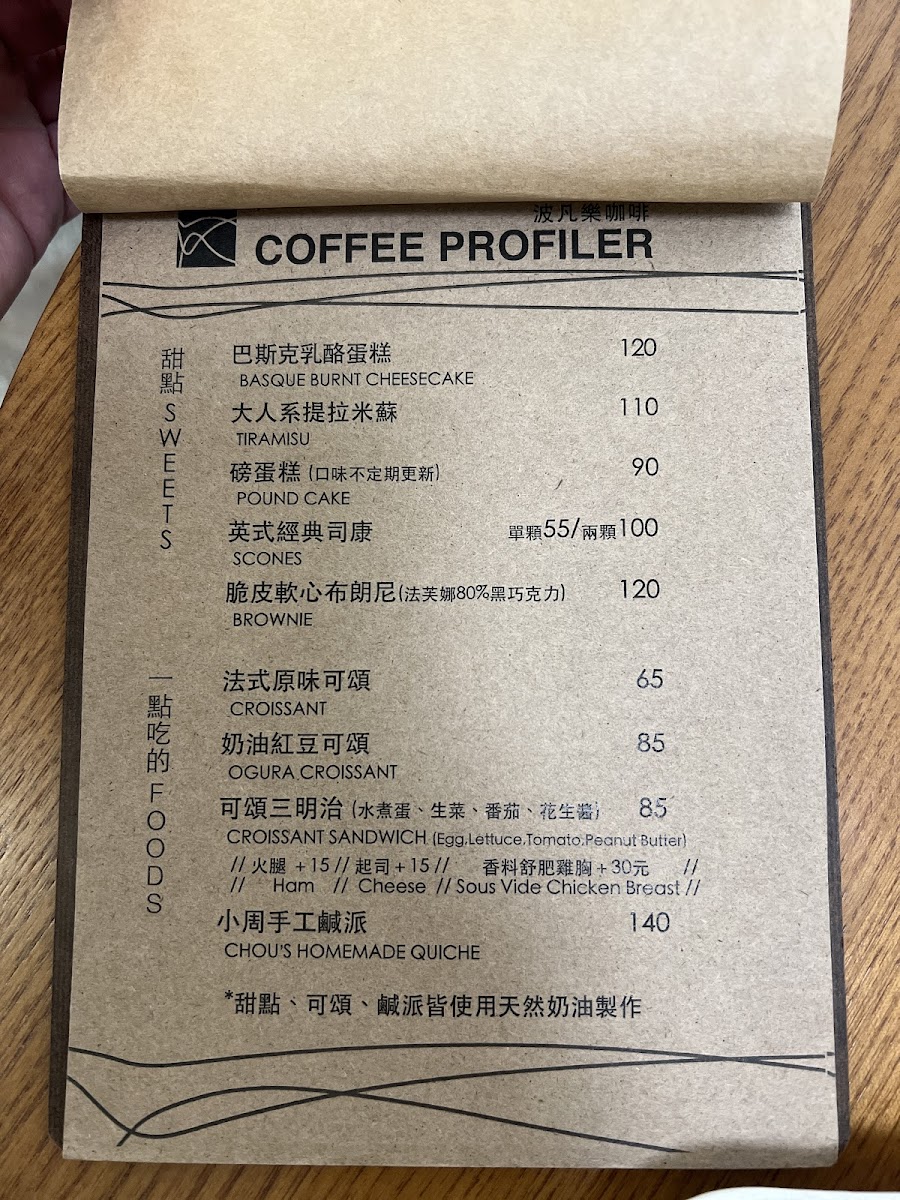 波凡樂咖啡
COFFEE PROFILER
甜點 SWEETS
巴斯克乳酪蛋糕 120
BASQUE BURNT CHEESECAKE
大人系提拉米蘇 110
TIRAMISU
磅蛋糕 (口味不定期更新) 90
POUND CAKE
英式經典司康 單顆55/兩顆100
SCONES
脆皮軟心布朗尼(法芙娜80%黑巧克力) 120
BROWNIE
一點吃的 FOODS
法式原味可頌 65
CROISSANT
奶油紅豆可頌 85
OGURA CROISSANT
可頌三明治 (水煮蛋、生菜、番茄、花生醬) 85
CROISSANT SANDWICH (Egg,Lettuce,Tomato,Peanut Butter)
// 火腿 +15 // 起司+15 // 香料舒肥雞胸+30元 //
// Ham // Cheese // Sous Vide Chicken Breast //
小周手工鹹派 140
CHOU'S HOMEMADE QUICHE
*甜點、可頌、鹹派皆使用天然奶油製作